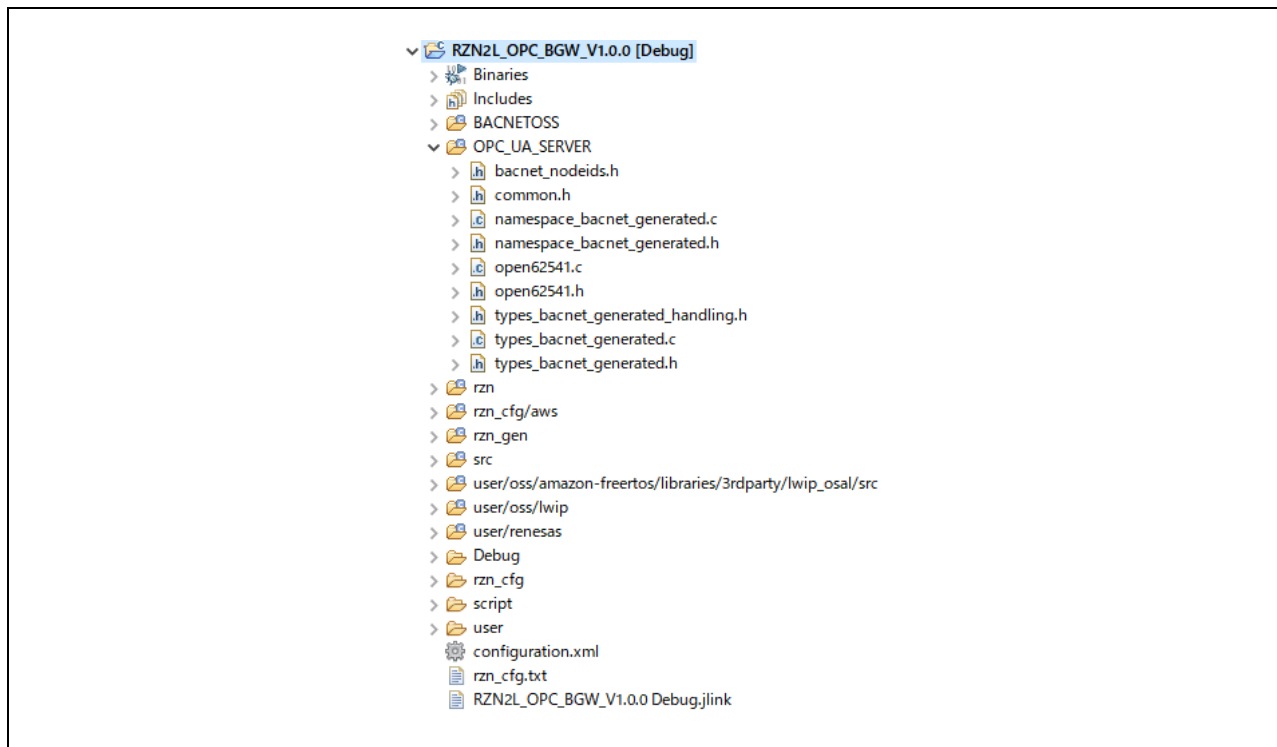 RZN2L_OPC_BGW_V1.0.0 [Debug]
Binaries
Includes
BACNETOSS
OPC_UA_SERVER
bacnet_nodeids.h
common.h
namespace_bacnet_generated.c
namespace_bacnet_generated.h
open62541.c
open62541.h
types_bacnet_generated_handling.h
types_bacnet_generated.c
types_bacnet_generated.h
rzn
rzn_cfg/aws
rzn_gen
src
user/oss/amazon-freertos/libraries/3rdparty/lwip_osal/src
user/oss/lwip
user/renesas
Debug
rzn_cfg
script
user
configuration.xml
rzn_cfg.txt
RZN2L_OPC_BGW_V1.0.0 Debug.jlink